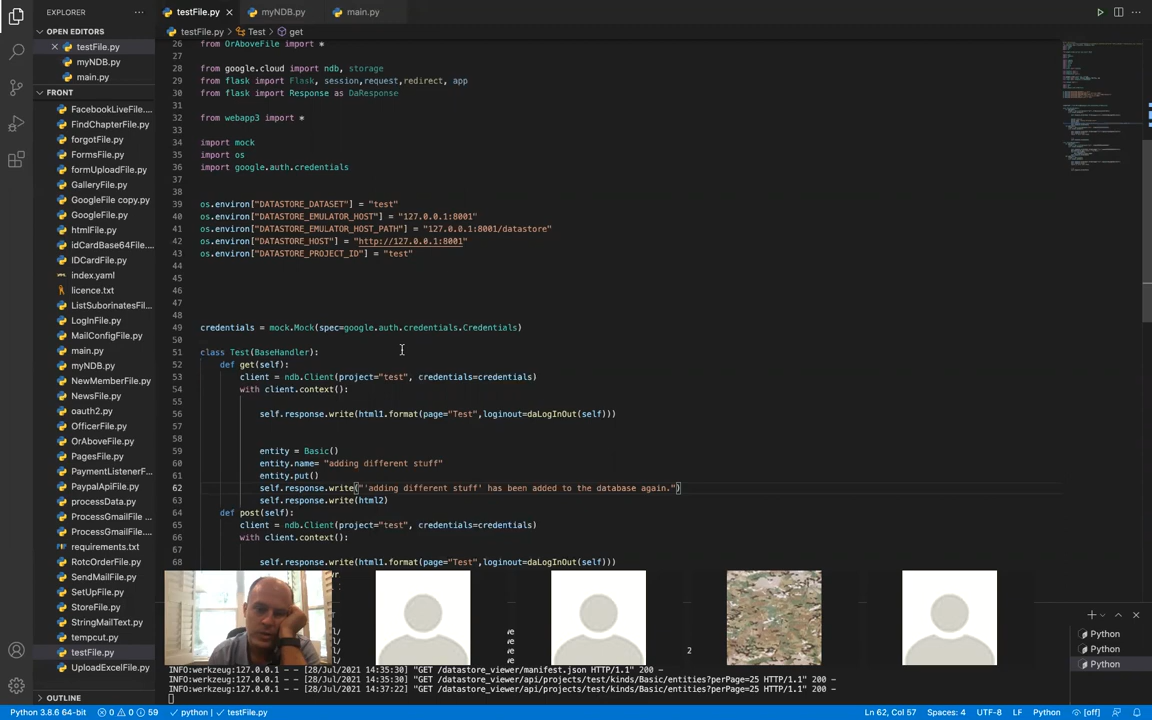 EXPLORER
...
testFile.py
myNDB.py
main.py
OPEN EDITORS
testFile.py
myNDB.py
main.py
FRONT
FacebookLiveFile....
FindChapterFile.py
forgotFile.py
FormsFile.py
formUploadFile.py
GalleryFile.py
GoogleFile copy.py
GoogleFile.py
htmlFile.py
idCardBase64File....
IDCardFile.py
index.yaml
licence.txt
ListSuborinatesFil...
LogInFile.py
MailConfigFile.py
main.py
myNDB.py
NewMemberFile.py
NewsFile.py
oauth2.py
OfficerFile.py
OrAboveFile.py
PagesFile.py
PaymentListenerF...
PaypalApiFile.py
processData.py
ProcessGmailFile ...
ProcessGmailFile....
requirements.txt
RotcOrderFile.py
SendMailFile.py
SetUpFile.py
StoreFile.py
StringMailText.py
tempcut.py
testFile.py
UploadExcelFile.py
OUTLINE
testFile.py > Test > get
26 from OrAboveFile import *
27
28 from google.cloud import ndb, storage
29 from flask import Flask, session,request,redirect, app
30 from flask import Response as DaResponse
31
32 from webapp3 import *
33
34 import mock
35 import os
36 import google.auth.credentials
37
38
39 os.environ["DATASTORE_DATASET"] = "test"
40 os.environ["DATASTORE_EMULATOR_HOST"] = "127.0.0.1:8001"
41 os.environ["DATASTORE_EMULATOR_HOST_PATH"] = "127.0.0.1:8001/datastore"
42 os.environ["DATASTORE_HOST"] = "http://127.0.0.1:8001"
43 os.environ["DATASTORE_PROJECT_ID"] = "test"
44
45
46
47
48
49 credentials = mock.Mock(spec=google.auth.credentials.Credentials)
50
51 class Test(BaseHandler):
52 def get(self):
53 client = ndb.Client(project="test", credentials=credentials)
54 with client.context():
55
56 self.response.write(html1.format(page="Test",loginout=daLogInOut(self)))
57
58
59 entity = Basic()
60 entity.name= "adding different stuff"
61 entity.put()
62 self.response.write("'adding different stuff' has been added to the database again.")
63 self.response.write(html2)
64 def post(self):
65 client = ndb.Client(project="test", credentials=credentials)
66 with client.context():
67
68 self.response.write(html1.format(page="Test",loginout=daLogInOut(self)))
2
Python
Python
Python
INFO:werkzeug:127.0.0.1 - - [28/Jul/2021 14:35:30] "GET /datastore_viewer/manifest.json HTTP/1.1" 200 -
INFO:werkzeug:127.0.0.1 - - [28/Jul/2021 14:35:30] "GET /datastore_viewer/api/projects/test/kinds/Basic/entities?perPage=25 HTTP/1.1" 200 -
INFO:werkzeug:127.0.0.1 - - [28/Jul/2021 14:37:22] "GET /datastore_viewer/api/projects/test/kinds/Basic/entities?perPage=25 HTTP/1.1" 200 -
Python 3.8.6 64-bit 0 0 59 python | testFile.py Ln 62, Col 57 Spaces: 4 UTF-8 LF Python [off]